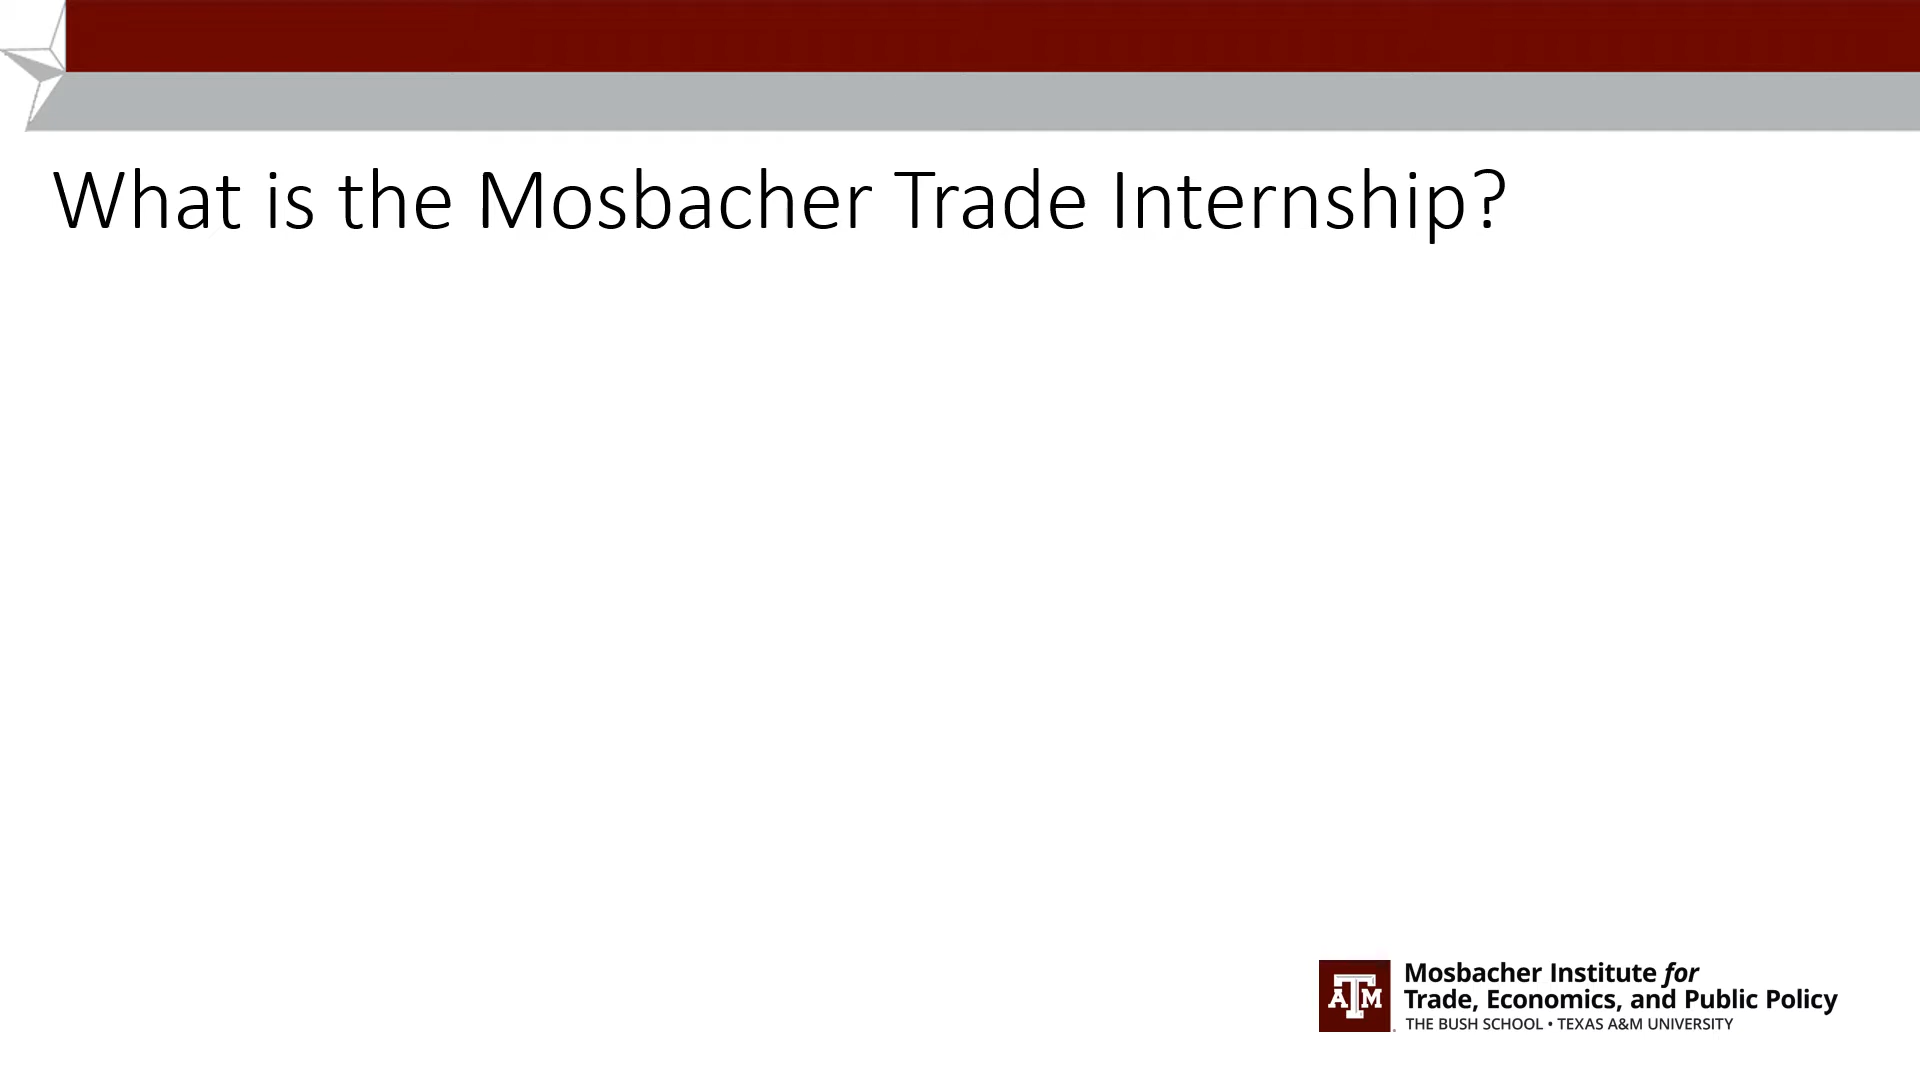 What is the Mosbacher Trade Internship?
ATM
Mosbacher Institute for
Trade, Economics, and Public Policy
THE BUSH SCHOOL • TEXAS A&M UNIVERSITY